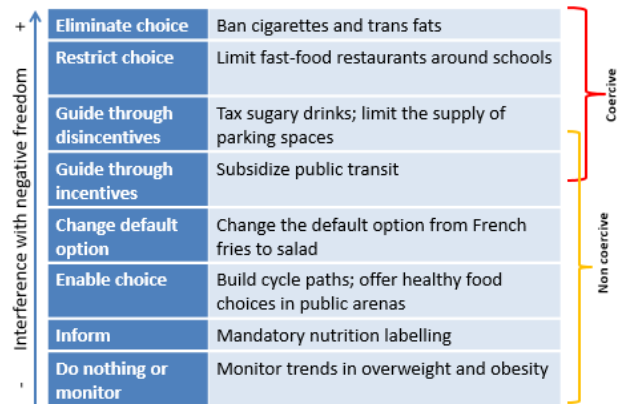 +
Interference with negative freedom
-
Eliminate choice
Ban cigarettes and trans fats
Restrict choice
Limit fast-food restaurants around schools
Guide through
disincentives
Tax sugary drinks; limit the supply of
parking spaces
Guide through
incentives
Subsidize public transit
Change default
option
Change the default option from French
fries to salad
Enable choice
Build cycle paths; offer healthy food
choices in public arenas
Inform
Mandatory nutrition labelling
Do nothing or
monitor
Monitor trends in overweight and obesity
Coercive
Non coercive